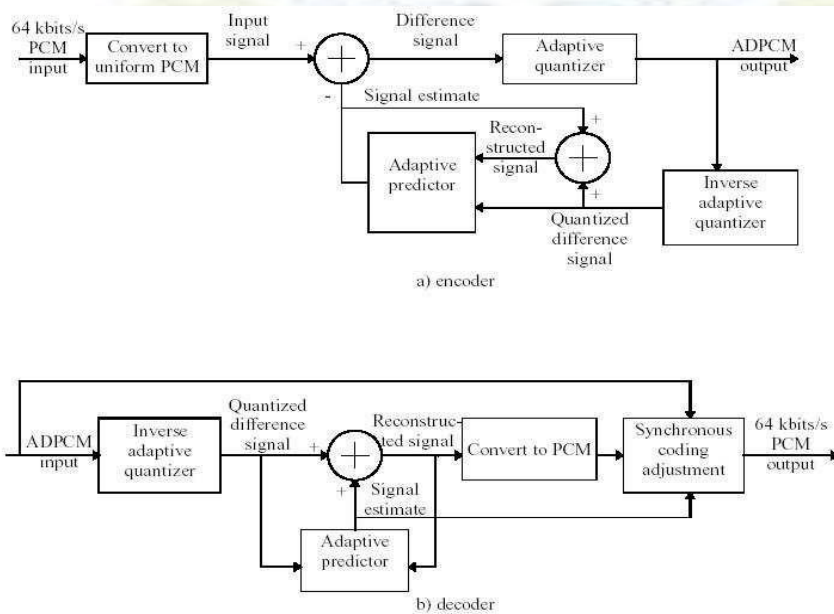 64 kbits/s
PCM
input
Convert to
uniform PCM
Input
signal
+
-
Difference
signal
Adaptive
quantizer
ADPCM
output
Signal estimate
+
Recon-
structed
signal
Adaptive
predictor
+
Quantized
difference
signal
Inverse
adaptive
quantizer
a) encoder
ADPCM
input
Inverse
adaptive
quantizer
Quantized
difference
signal
+
+
Reconstruc-
ted signal
Signal
estimate
Convert to PCM
Synchronous
coding
adjustment
64 kbits/s
PCM
output
Adaptive
predictor
b) decoder